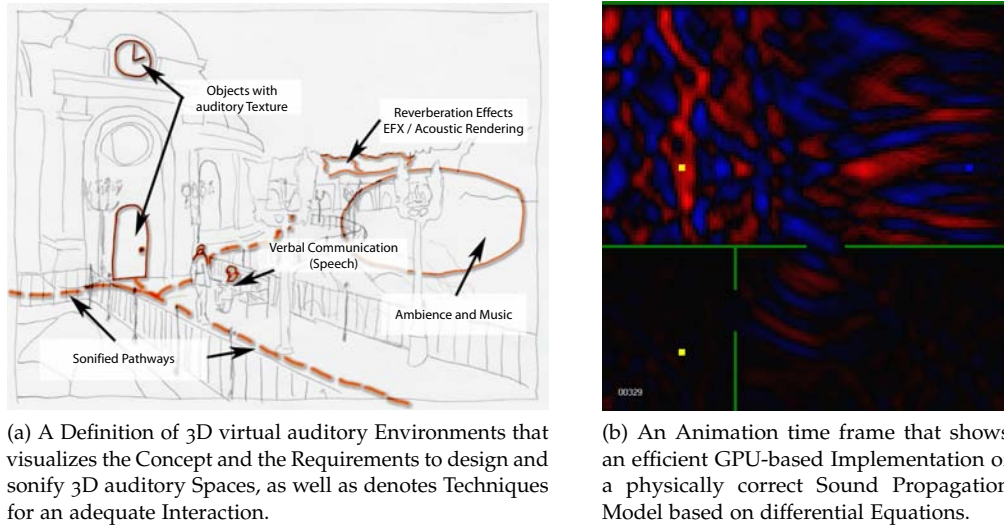 Objects with
auditory Texture
Reverberation Effects
EFX / Acoustic Rendering
Verbal Communication
(Speech)
Ambience and Music
Sonified Pathways
00329
(a) A Definition of 3D virtual auditory Environments that
visualizes the Concept and the Requirements to design and
sonify 3D auditory Spaces, as well as denotes Techniques
for an adequate Interaction.
(b) An Animation time frame that shows
an efficient GPU-based Implementation o
a physically correct Sound Propagation
Model based on differential Equations.